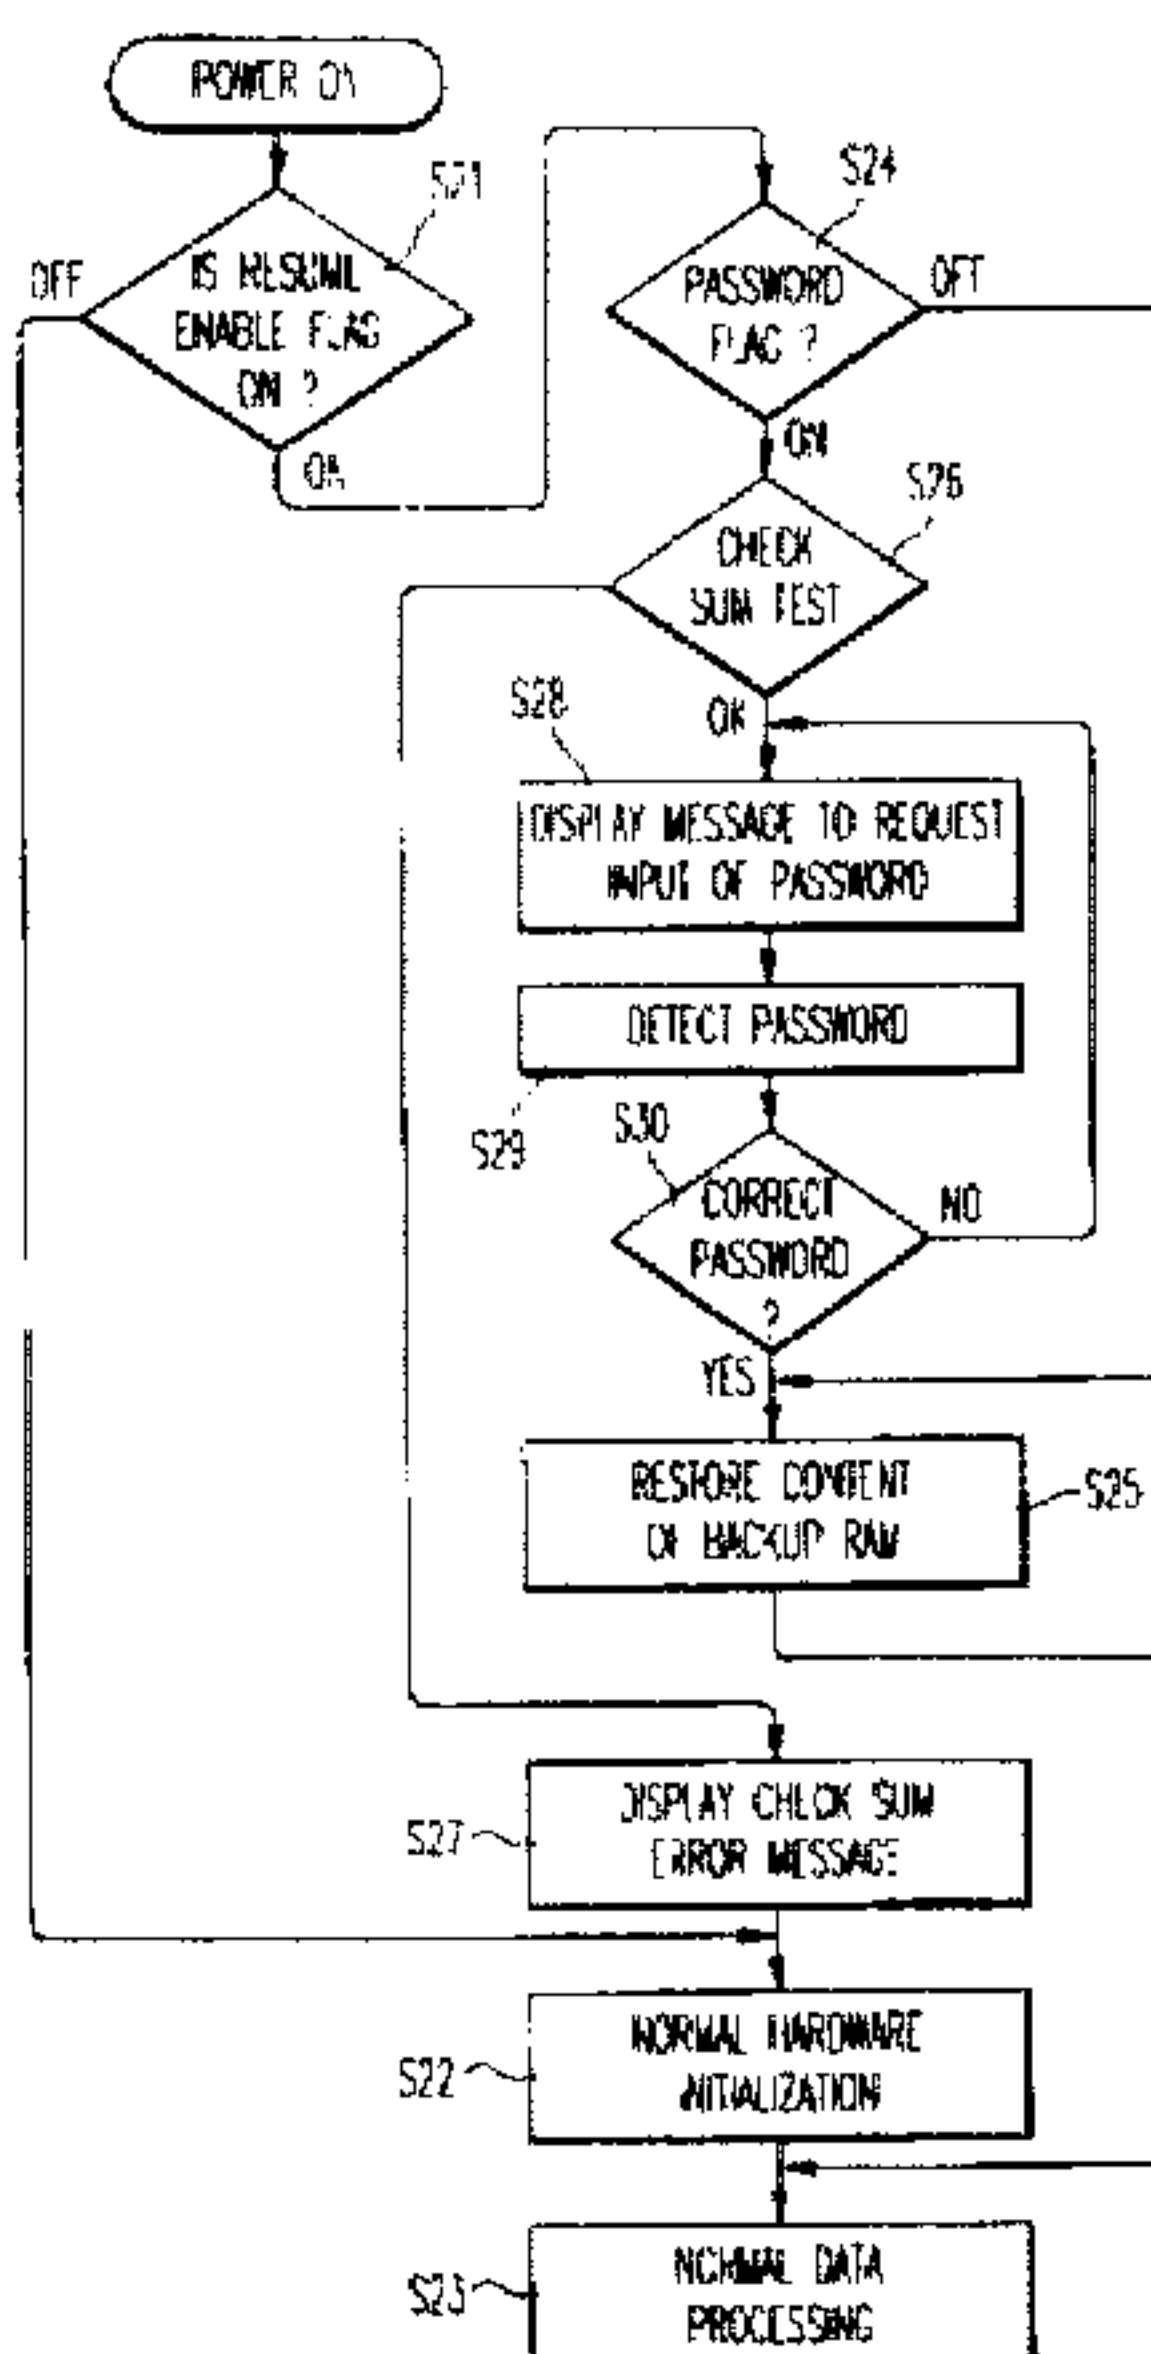 POWER ON
S21
IS RESUME
ENABLE FLAG
ON ?
OFF
ON
S24
PASSWORD
FLAG ?
OFF
ON
S26
CHECK
SUM TEST
OK
S28
DISPLAY MESSAGE TO REQUEST
INPUT OF PASSWORD
DETECT PASSWORD
S29
S30
CORRECT
PASSWORD
?
NO
YES
RESTORE CONTENT
OF BACKUP RAM
S25
DISPLAY CHECK SUM
ERROR MESSAGE
S27
NORMAL HARDWARE
INITIALIZATION
S22
NORMAL DATA
PROCESSING
S23